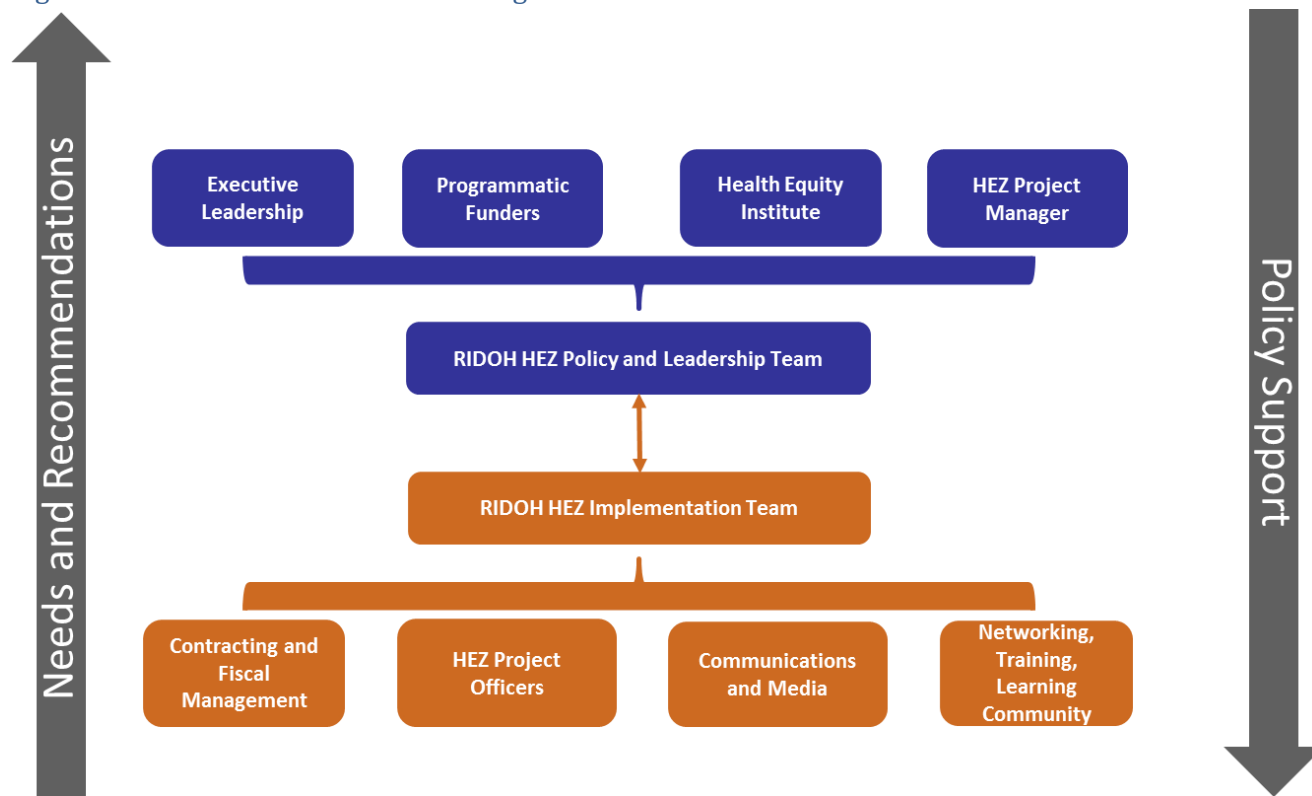 Needs and Recommendations
Executive
Leadership
Programmatic
Funders
Health Equity
Institute
HEZ Project
Manager
RIDOH HEZ Policy and Leadership Team
RIDOH HEZ Implementation Team
Contracting and
Fiscal
Management
HEZ Project
Officers
Communications
and Media
Networking,
Training,
Learning
Community
Policy Support